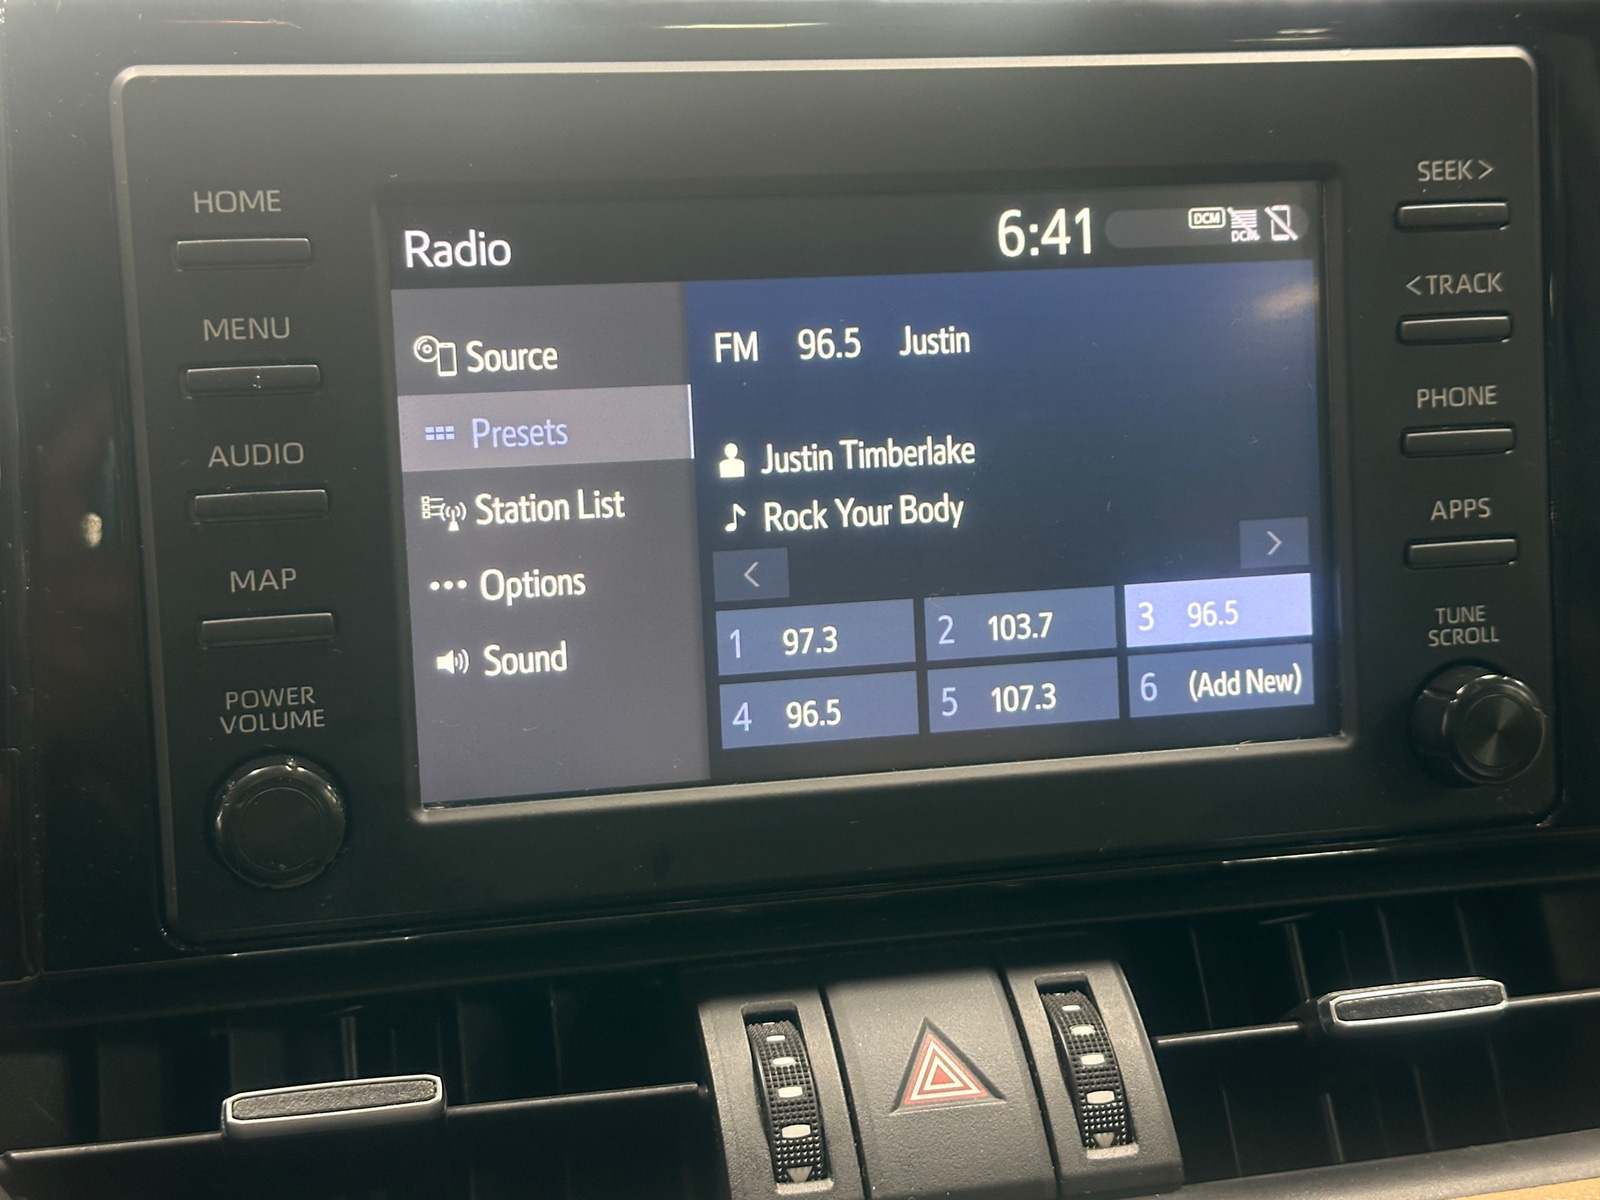 HOME
MENU
AUDIO
MAP
POWER
VOLUME
Radio
6:41
DCM
DCM
Source
Presets
Station List
Options
Sound
FM 96.5 Justin
Justin Timberlake
Rock Your Body
< >
1 97.3 2 103.7 3 96.5
4 96.5 5 107.3 6 (Add New)
SEEK >
< TRACK
PHONE
APPS
TUNE
SCROLL